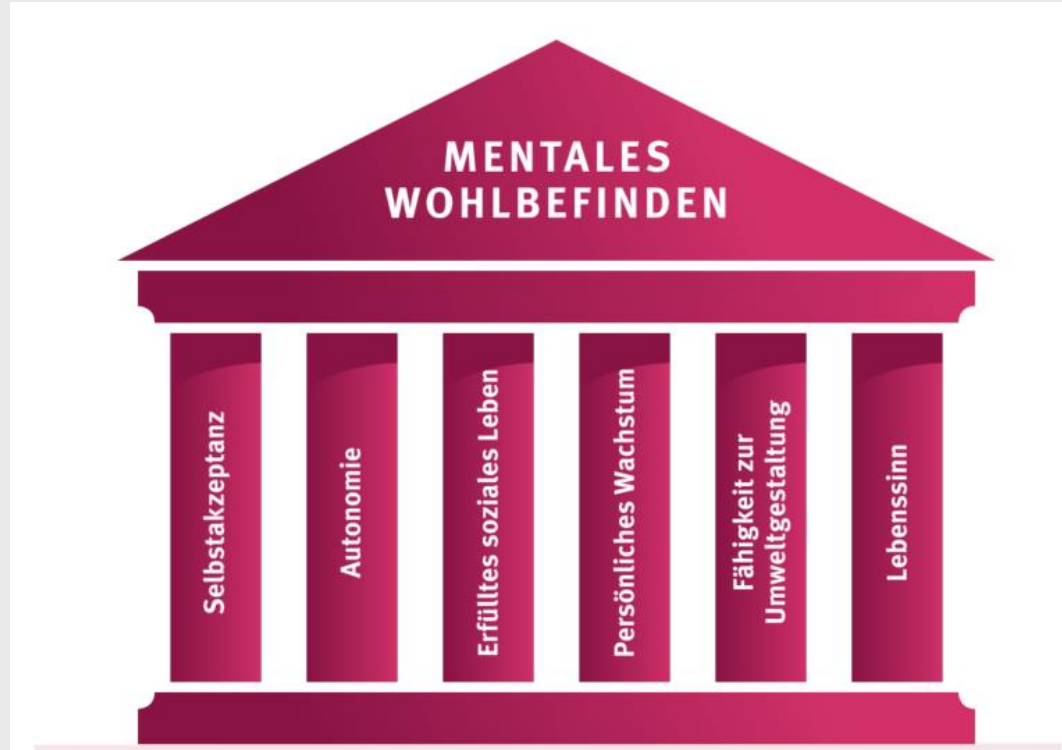 MENTALES
WOHLBEFINDEN
Selbstakzeptanz
Autonomie
Erfülltes soziales Leben
Persönliches Wachstum
Fähigkeit zur
Umweltgestaltung
Lebenssinn